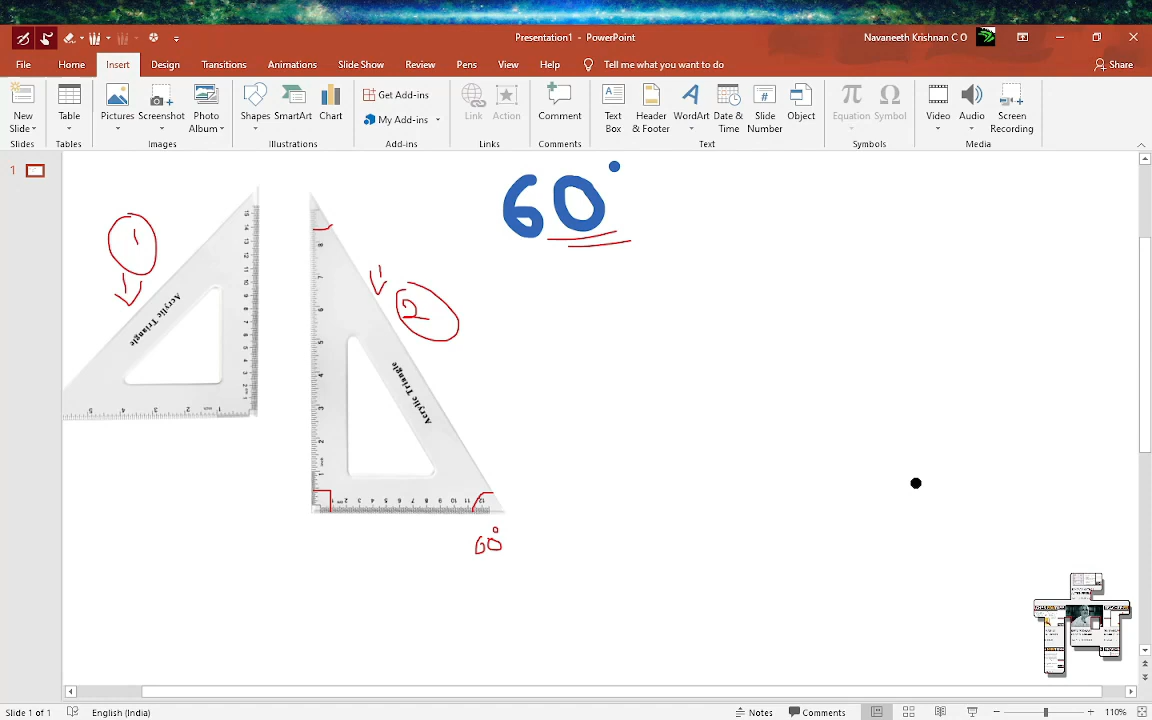 Presentation1 - PowerPoint
Navaneeth Krishnan C O
File Home Insert Design Transitions Animations Slide Show Review Pens View Help Tell me what you want to do Share
New Slide
Table
Pictures
Screenshot
Photo Album
Shapes
SmartArt
Chart
Get Add-ins
My Add-ins
Link
Action
Comment
Text Box
Header & Footer
WordArt
Date & Time
Slide Number
Object
Equation
Symbol
Video
Audio
Screen Recording
Slides Tables Images Illustrations Add-ins Links Comments Text Symbols Media
1
60°
1
2
Acrylic Triangle
Acrylic Triangle
60°
Slide 1 of 1 English (India) Notes Comments 110%